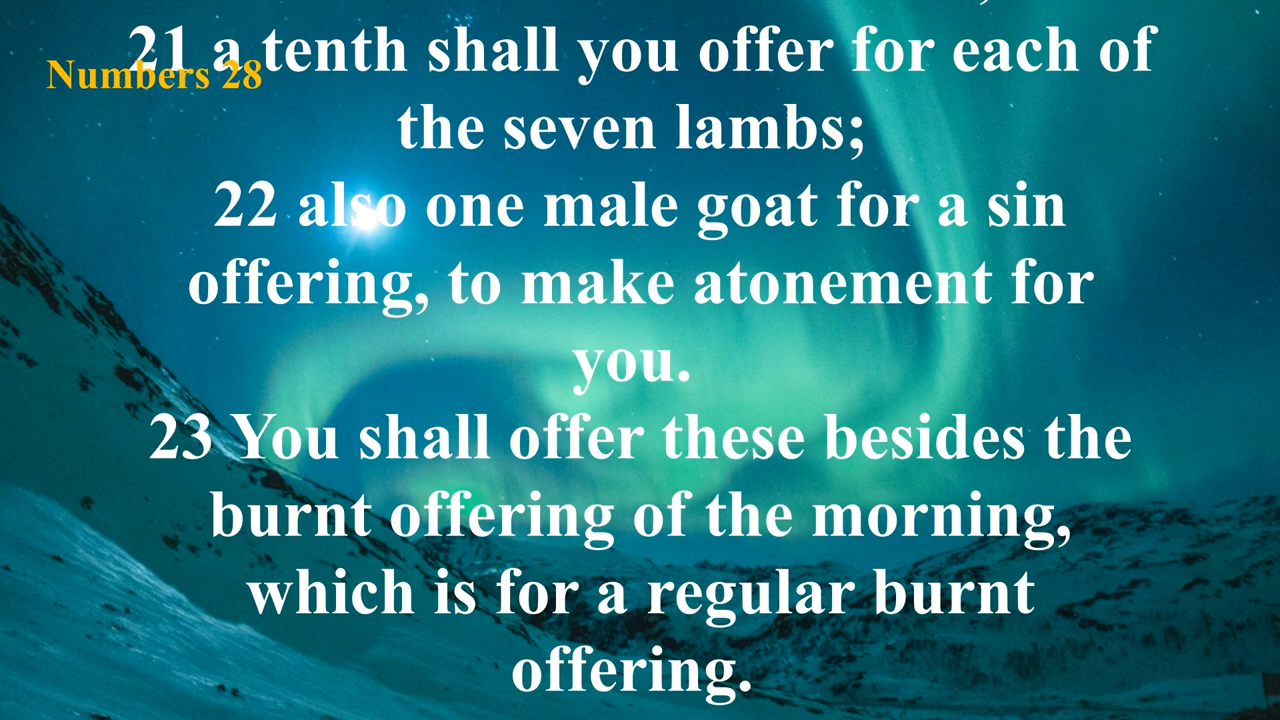 21 a tenth shall you offer for each of
Numbers 28
the seven lambs;
22 also one male goat for a sin
offering, to make atonement for
you.
23 You shall offer these besides the
burnt offering of the morning,
which is for a regular burnt
offering.